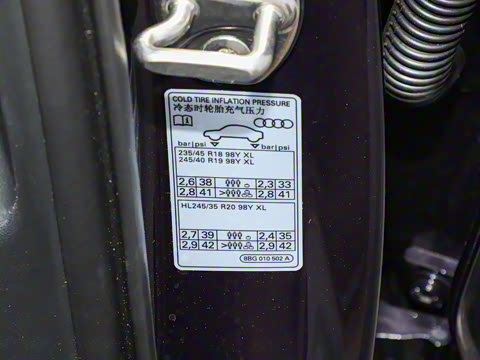 COLD TIRE INFLATION PRESSURE
冷态时轮胎充气压力
bar|psi bar|psi
235/45 R18 98Y XL
245/40 R19 98Y XL
2,6 38 2,3 33
2,8 41 > 2,8 41
HL245/35 R20 98Y XL
2,7 39 2,4 35
2,9 42 > 2,9 42
8BG 010 502 A